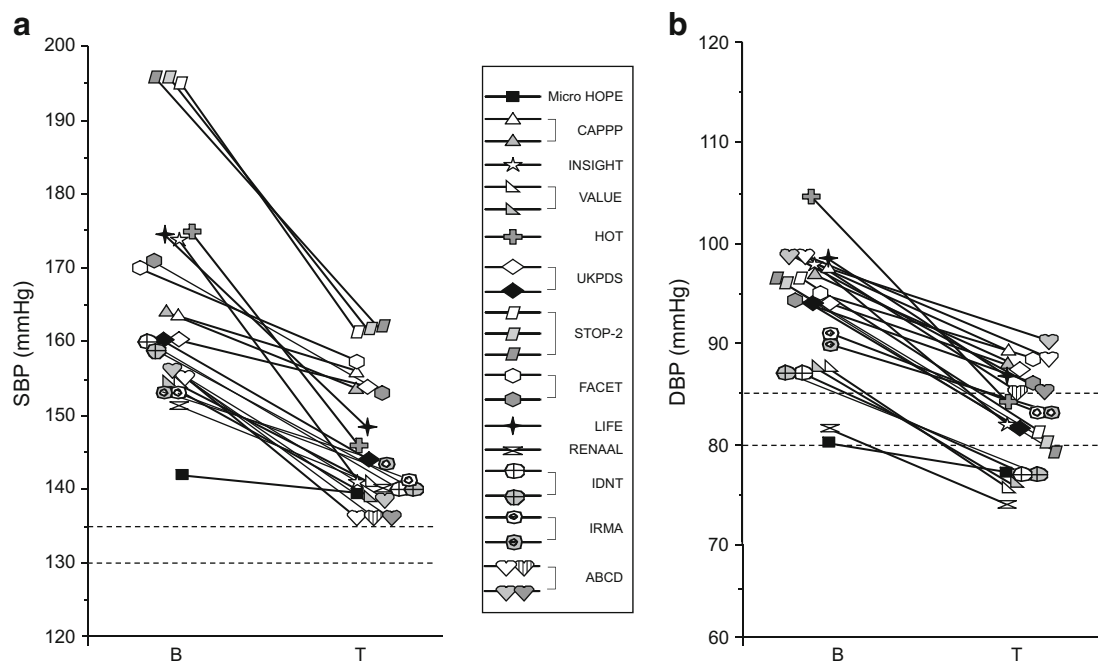 a
200
190
180
170
160
150
140
130
120
SBP (mmHg)
B T
Micro HOPE
CAPPP
INSIGHT
VALUE
HOT
UKPDS
STOP-2
FACET
LIFE
RENAAL
IDNT
IRMA
ABCD
b
120
110
100
90
80
70
60
DBP (mmHg)
B T